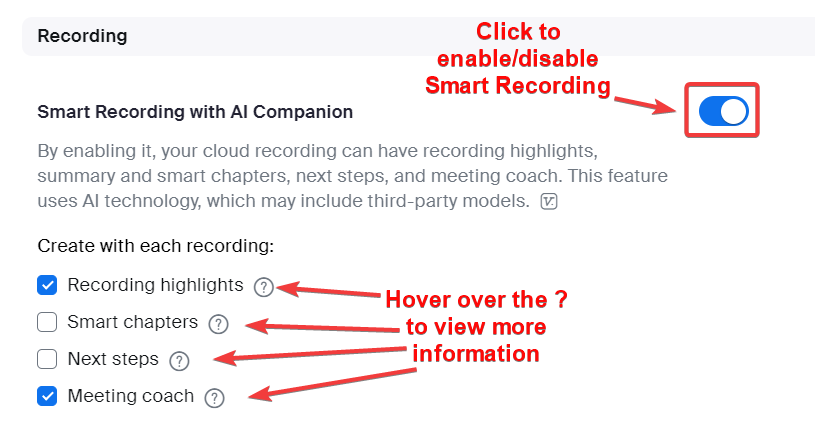 Recording
Click to
enable/disable
Smart Recording
Smart Recording with AI Companion
By enabling it, your cloud recording can have recording highlights,
summary and smart chapters, next steps, and meeting coach. This feature
uses AI technology, which may include third-party models.
Create with each recording:
Recording highlights ?
Smart chapters ?
Next steps ?
Meeting coach ?
Hover over the ?
to view more
information